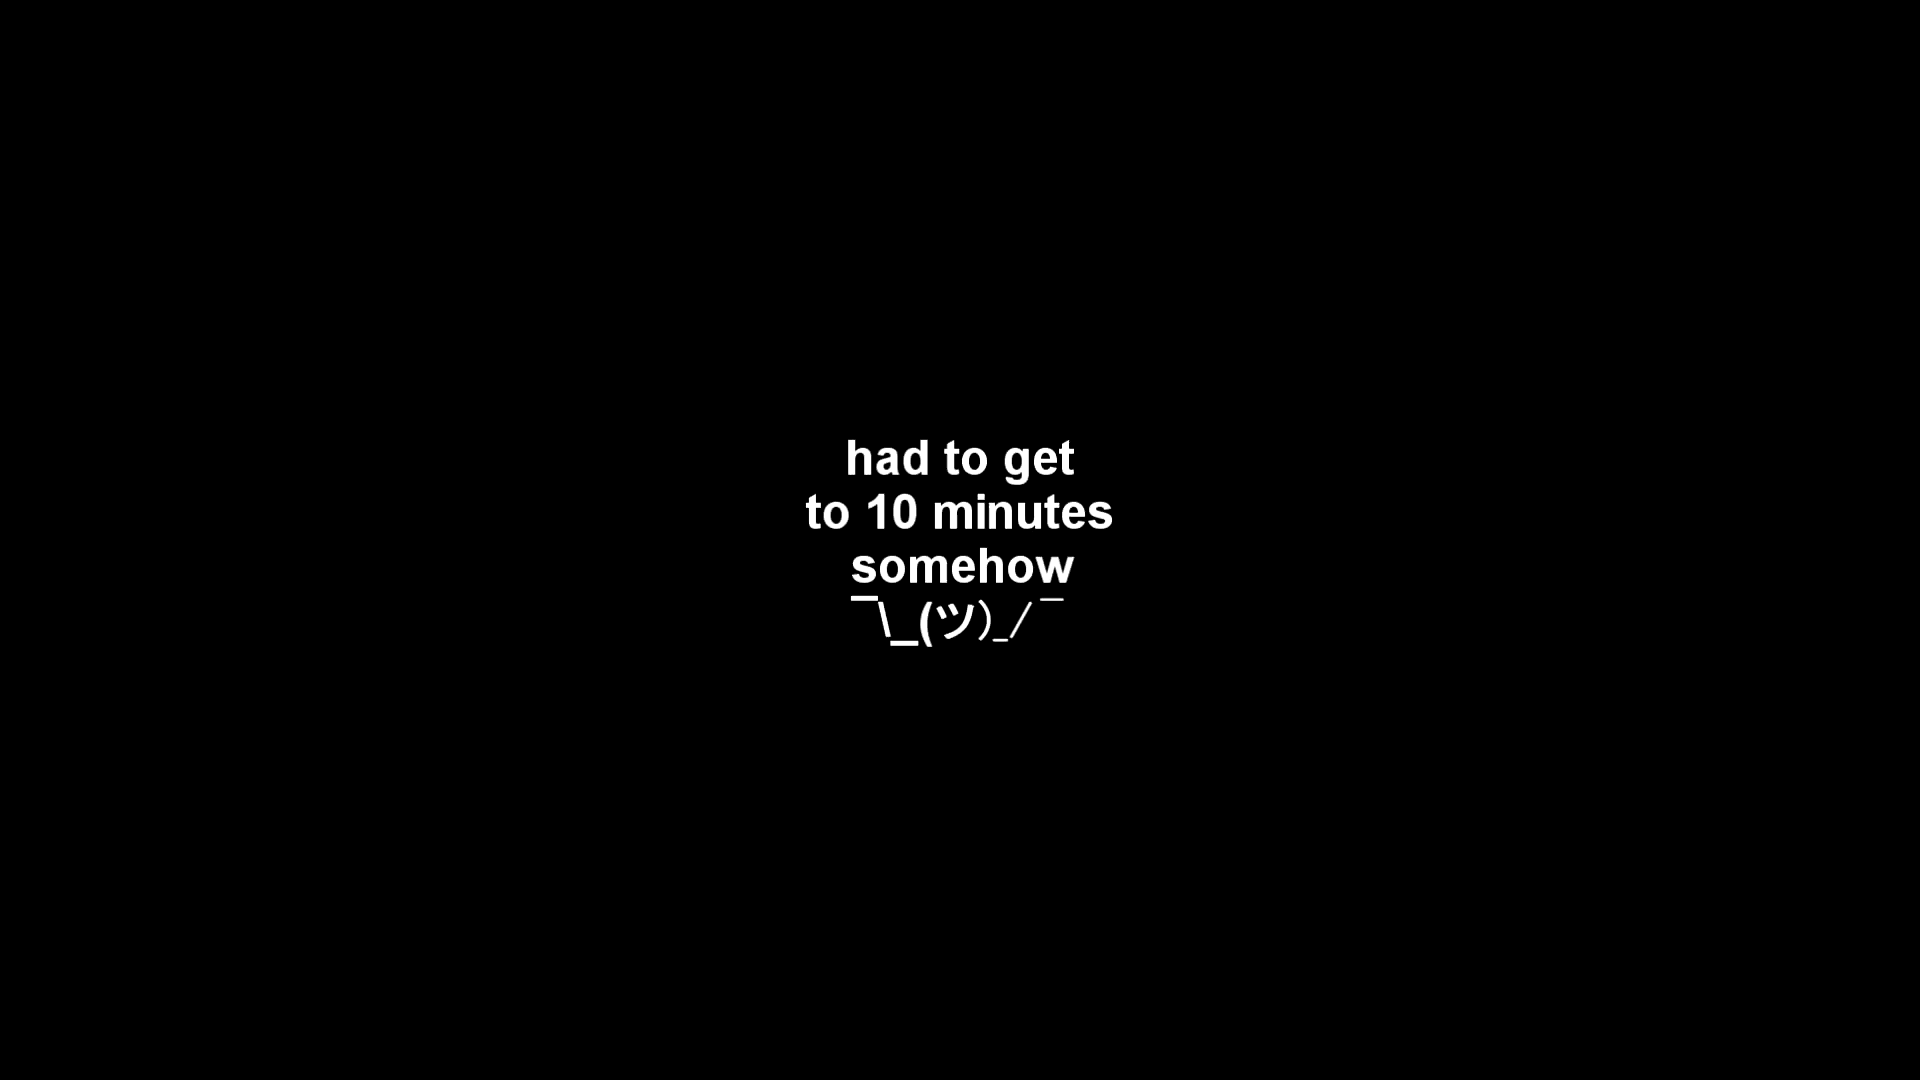 had to get
to 10 minutes
somehow
¯\_(ツ)_/¯